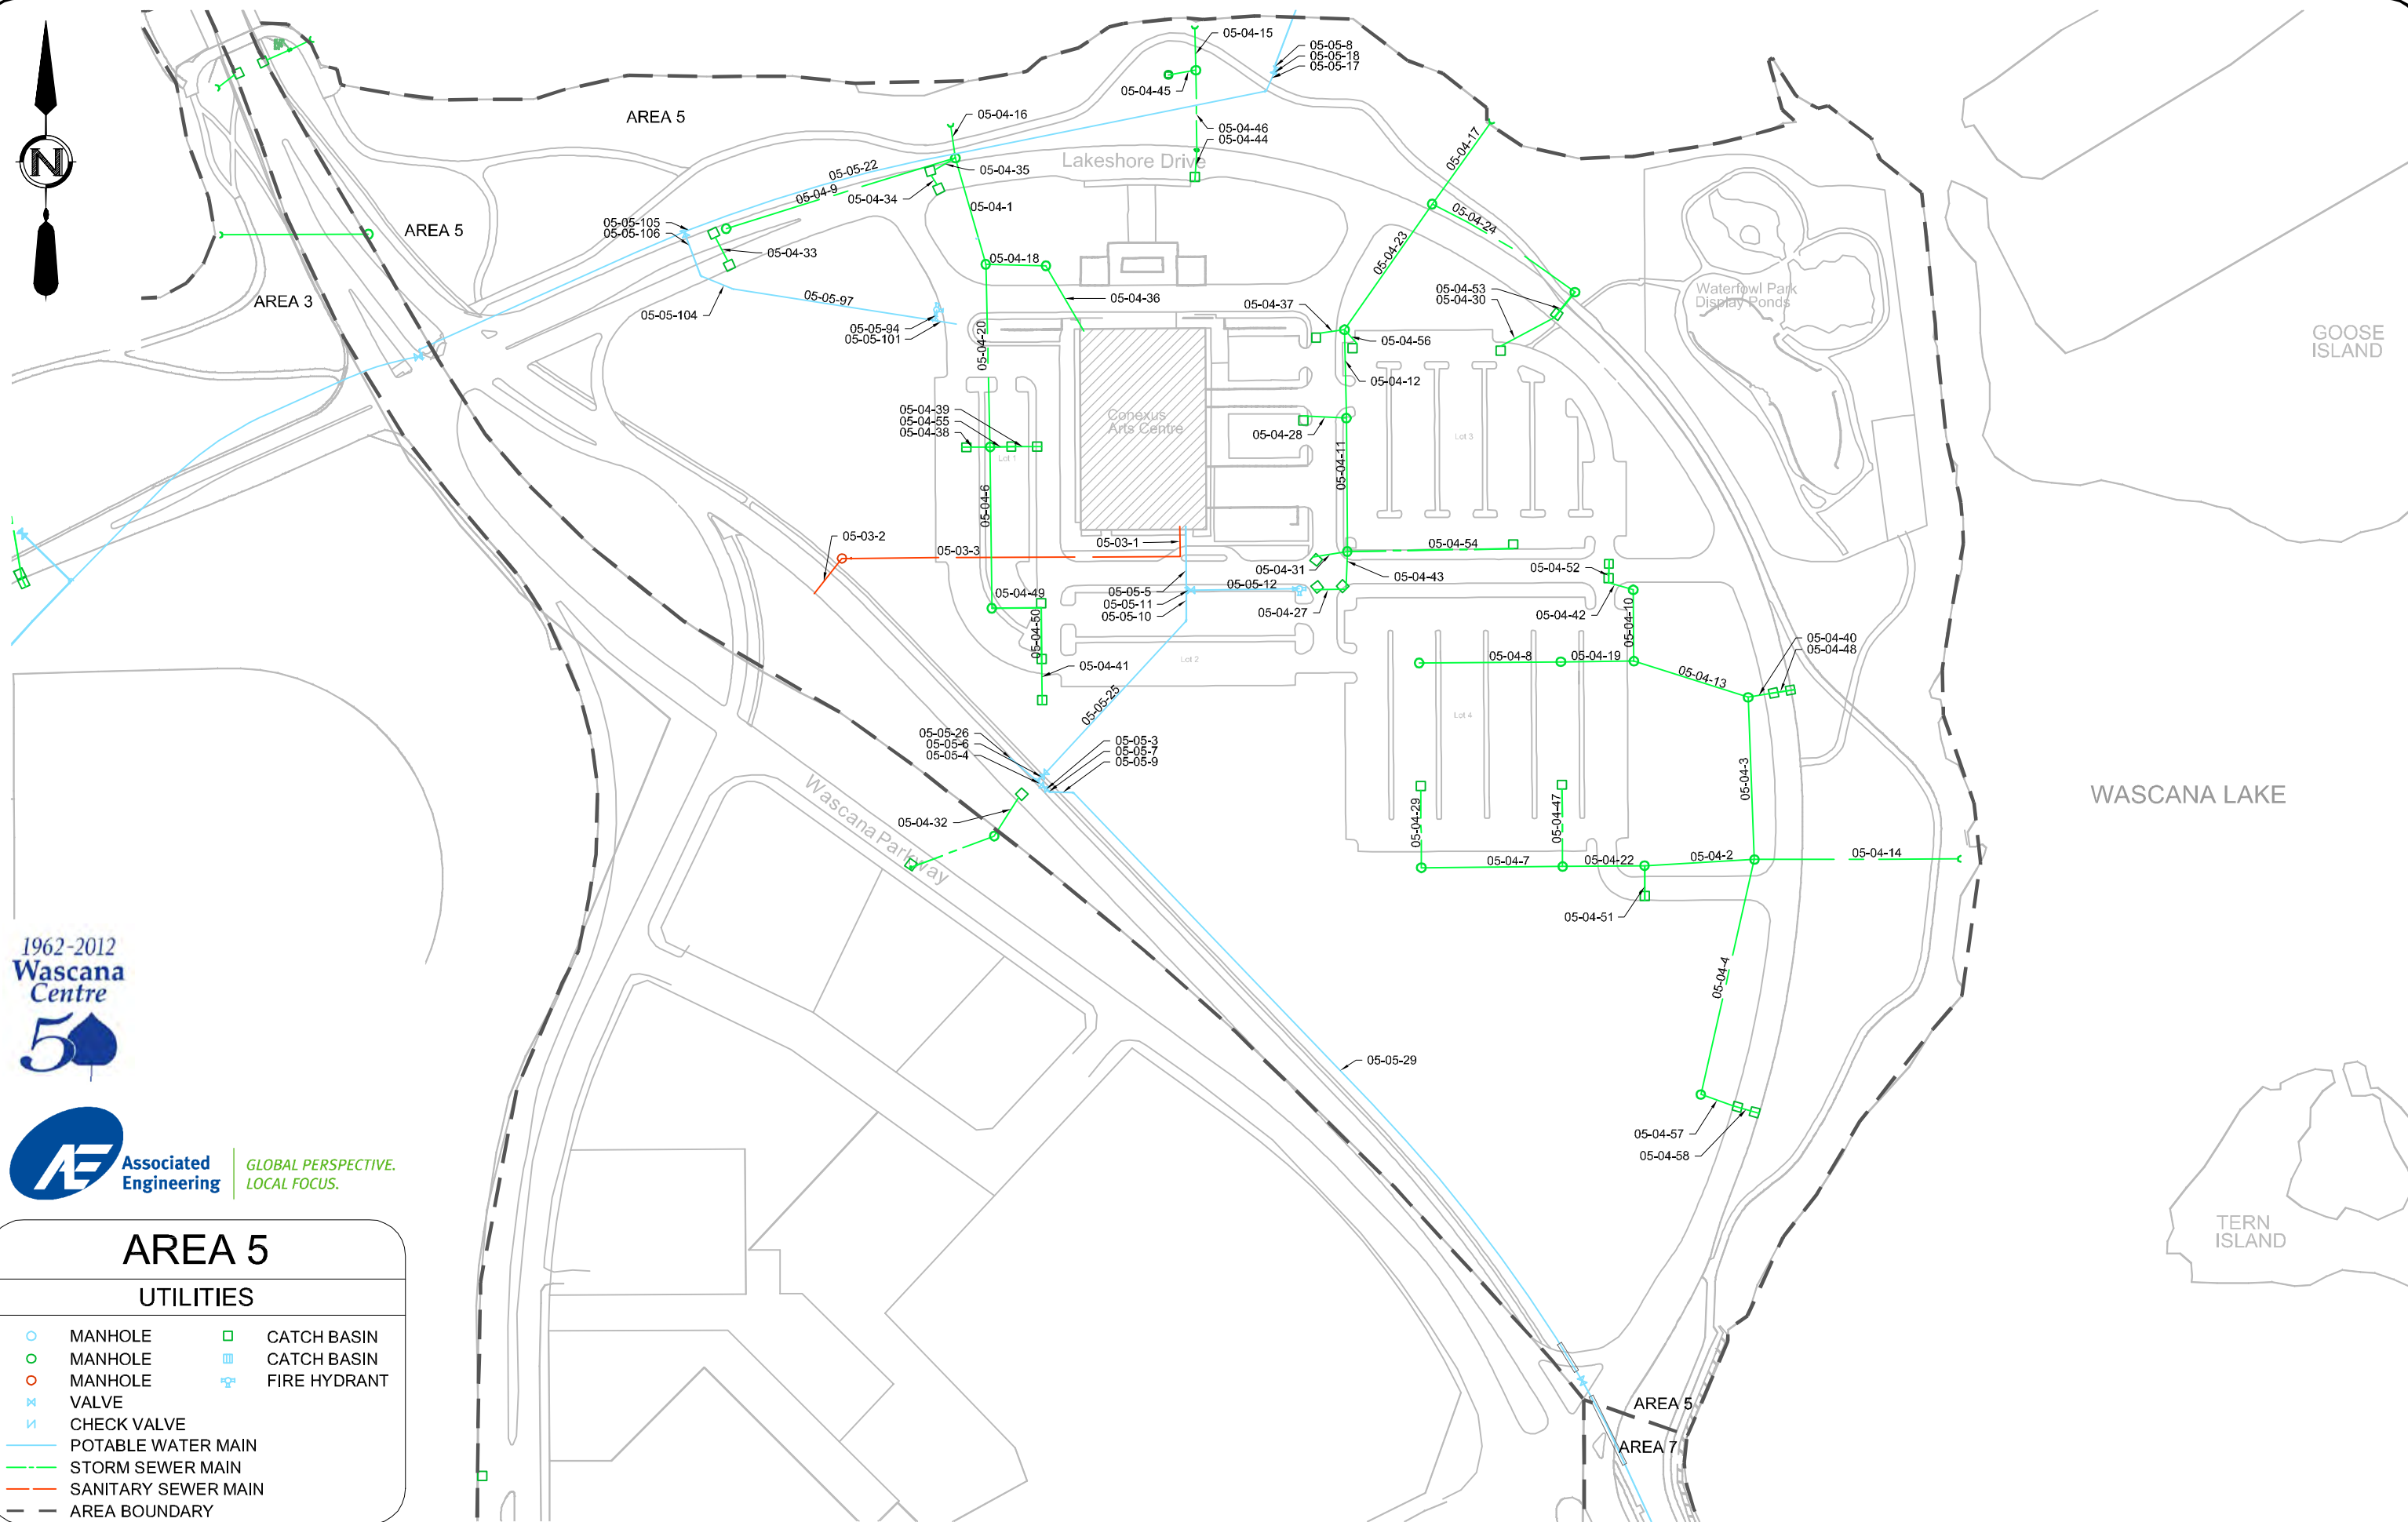 05-04-15
05-05-8
05-05-18
05-05-17
05-04-45
AREA 5
05-04-16
05-04-46
05-04-44
05-04-17
Lakeshore Drive
05-05-22
05-04-35
05-04-9
05-04-34
05-04-1
05-04-24
05-05-105
05-05-106
AREA 5
05-04-33
05-04-18
05-04-23
05-04-53
05-04-30
Waterfowl Park
Display Ponds
AREA 3
05-05-97
05-04-36
05-04-37
05-05-104
05-05-94
05-05-101
05-04-20
05-04-56
GOOSE
ISLAND
05-04-12
05-04-39
05-04-55
05-04-38
Lot 1
Conexus
Arts Centre
05-04-28
Lot 3
05-04-11
05-04-6
05-03-2
05-03-3
05-03-1
05-04-54
05-04-31
05-04-43
05-04-52
05-05-5
05-05-12
05-05-11
05-05-10
05-04-27
05-04-42
05-04-10
05-04-49
05-04-50
05-04-41
Lot 2
05-04-8
05-04-19
05-04-40
05-04-48
05-04-13
05-05-25
Lot 4
05-05-26
05-05-6
05-05-4
05-05-3
05-05-7
05-05-9
05-04-3
WASCANA LAKE
Wascana Parkway
05-04-32
05-04-29
05-04-47
05-04-7
05-04-22
05-04-2
05-04-14
05-04-51
05-04-4
05-05-29
05-04-57
05-04-58
TERN
ISLAND
AREA 5
AREA 7
N
1962-2012
Wascana
Centre
50
AE
Associated
Engineering
GLOBAL PERSPECTIVE.
LOCAL FOCUS.
AREA 5
UTILITIES
MANHOLE
CATCH BASIN
MANHOLE
CATCH BASIN
MANHOLE
FIRE HYDRANT
VALVE
CHECK VALVE
POTABLE WATER MAIN
STORM SEWER MAIN
SANITARY SEWER MAIN
AREA BOUNDARY